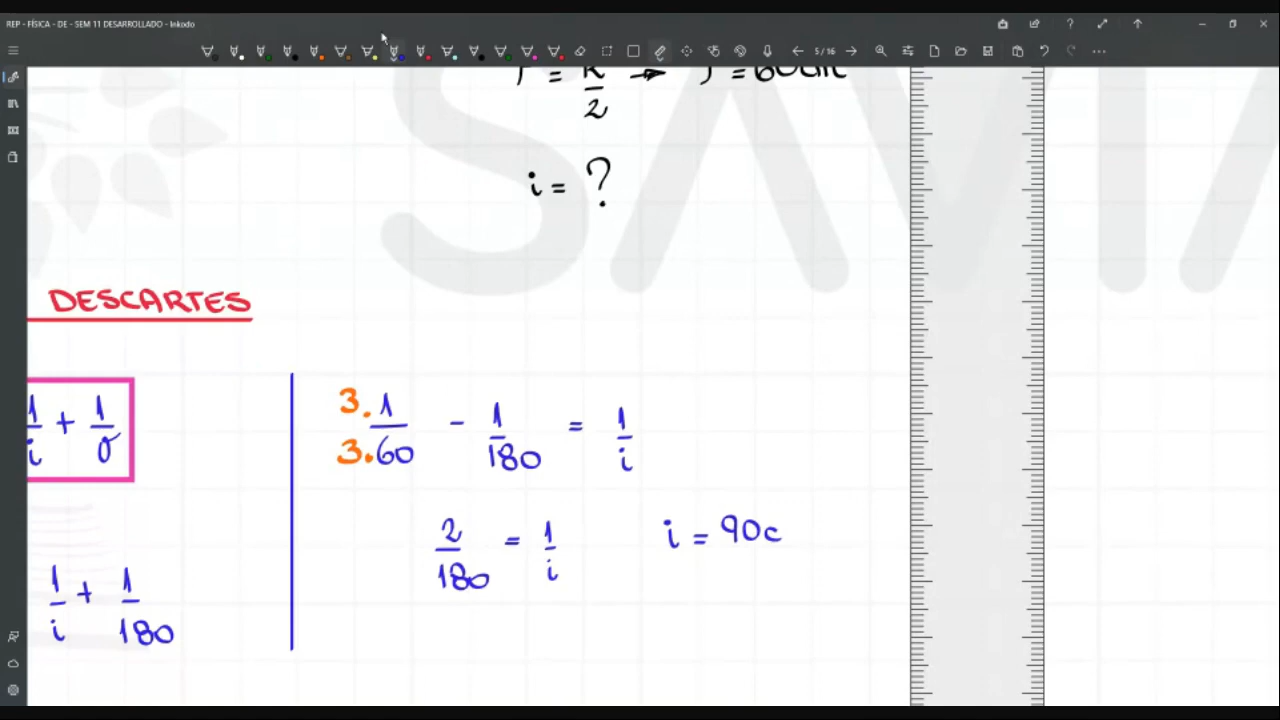 REP - FÍSICA - DE - SEM 11 DESARROLLADO - Inkodo
5/16
f = R/2 → f = 60cm
i = ?
DESCARTES
1/i + 1/o
3. 1/3.60 - 1/180 = 1/i
2/180 = 1/i
i = 90c
1/i + 1/180